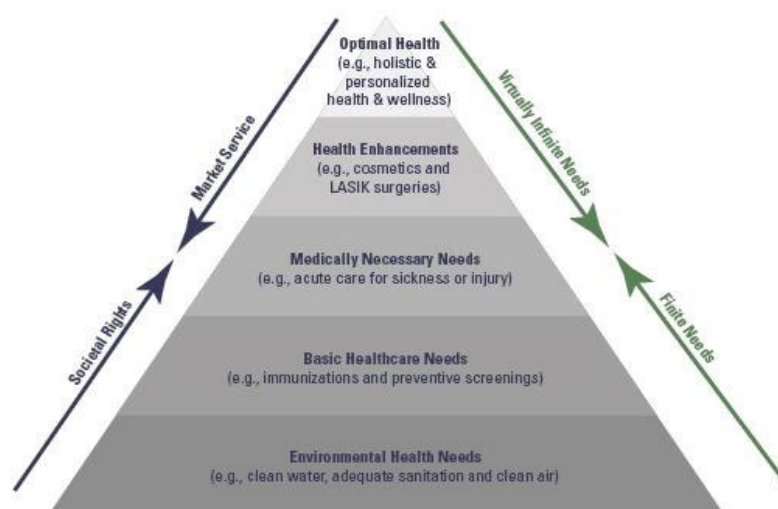 Optimal Health
(e.g., holistic &
personalized
health & wellness)
Market Service
Virtually Infinite Needs
Health Enhancements
(e.g., cosmetics and
LASIK surgeries)
Medically Necessary Needs
(e.g., acute care for sickness or injury)
Societal Rights
Finite Needs
Basic Healthcare Needs
(e.g., immunizations and preventive screenings)
Environmental Health Needs
(e.g., clean water, adequate sanitation and clean air)